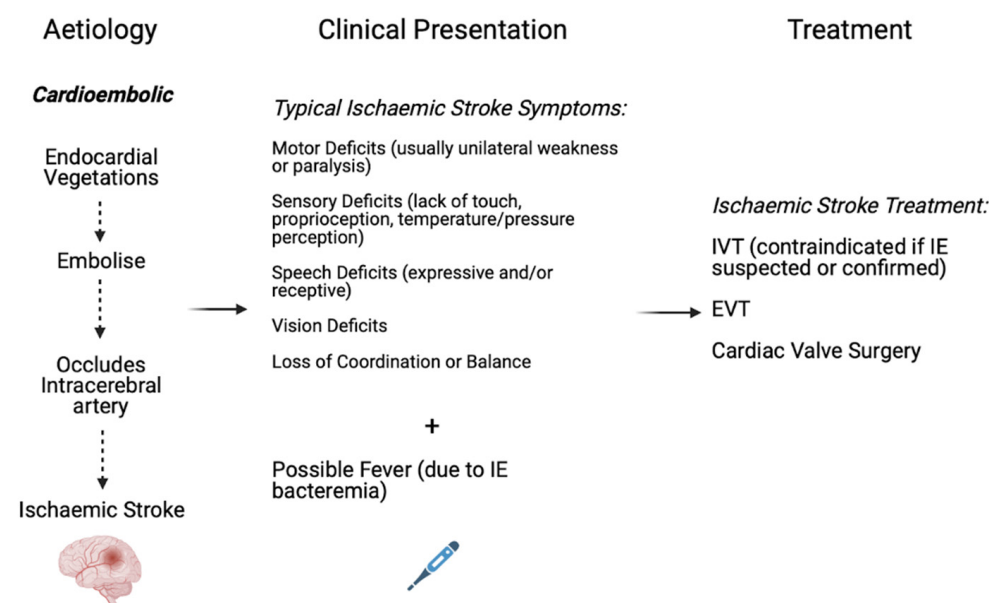 Aetiology
Cardioembolic
Endocardial
Vegetations
Embolise
Occludes
Intracerebral
artery
Ischaemic Stroke
Clinical Presentation
Typical Ischaemic Stroke Symptoms:
Motor Deficits (usually unilateral weakness
or paralysis)
Sensory Deficits (lack of touch,
proprioception, temperature/pressure
perception)
Speech Deficits (expressive and/or
receptive)
Vision Deficits
Loss of Coordination or Balance
+
Possible Fever (due to IE
bacteremia)
Treatment
Ischaemic Stroke Treatment:
IVT (contraindicated if IE
suspected or confirmed)
EVT
Cardiac Valve Surgery